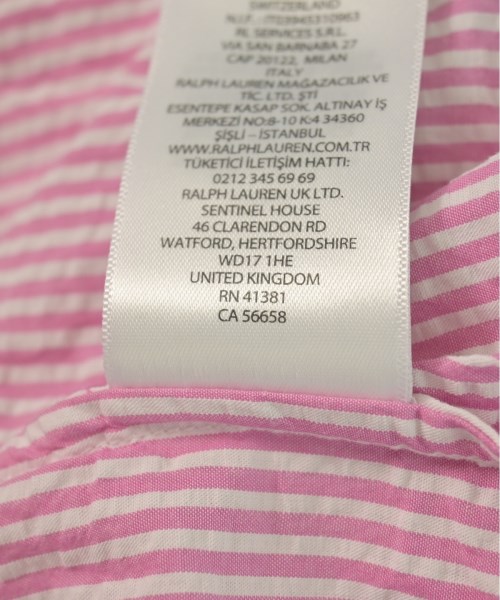 SWITZERLAND
RL SERVICES S.R.L.
VIA SAN BARNABA 27
CAP 20122, MILAN
ITALY
RALPH LAUREN MAĞAZACILIK VE
TİC. LTD. ŞTİ
ESENTEPE KASAP SOK. ALTINAY İŞ
MERKEZİ NO:8-10 K:4 34360
ŞİŞLİ – İSTANBUL
WWW.RALPHLAUREN.COM.TR
TÜKETİCİ İLETİŞİM HATTI:
0212 345 69 69
RALPH LAUREN UK LTD.
SENTINEL HOUSE
46 CLARENDON RD
WATFORD, HERTFORDSHIRE
WD17 1HE
UNITED KINGDOM
RN 41381
CA 56658